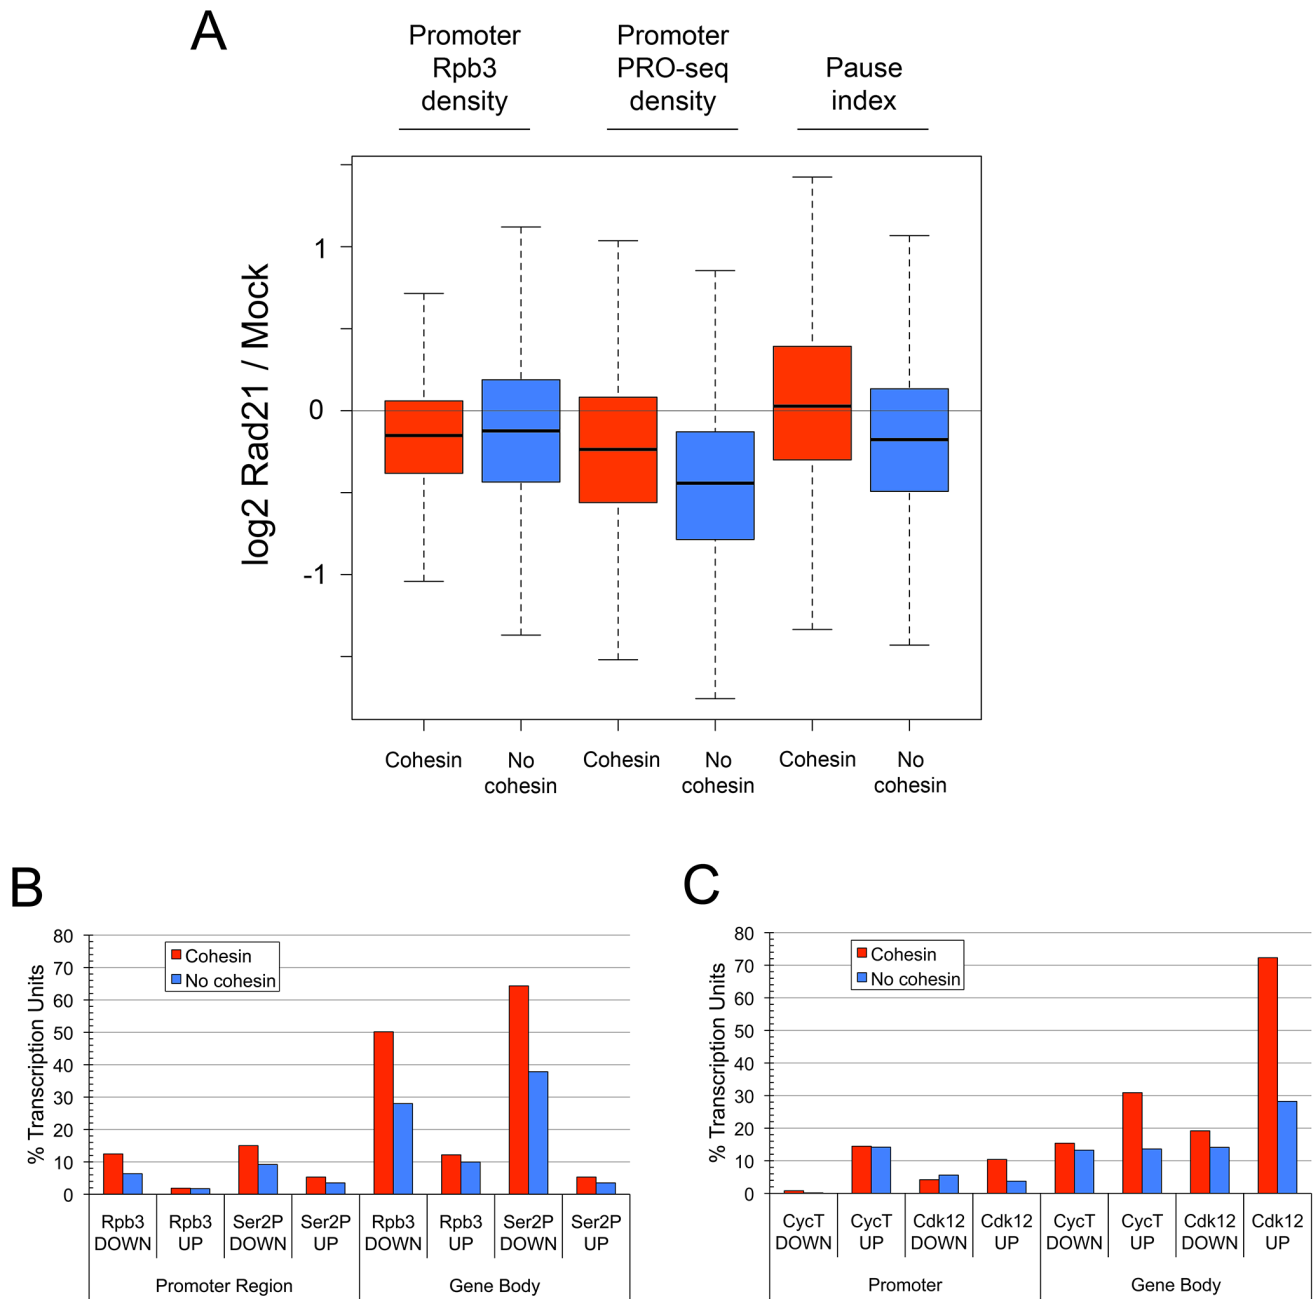 A
Promoter
Rpb3
density
Promoter
PRO-seq
density
Pause
index
log2 Rad21 / Mock
1
0
-1
Cohesin
No
cohesin
Cohesin
No
cohesin
Cohesin
No
cohesin
B
% Transcription Units
80
70
60
50
40
30
20
10
0
Cohesin
No cohesin
Rpb3
DOWN
Rpb3
UP
Ser2P
DOWN
Ser2P
UP
Rpb3
DOWN
Rpb3
UP
Ser2P
DOWN
Ser2P
UP
Promoter Region
Gene Body
C
% Transcription Units
80
70
60
50
40
30
20
10
0
Cohesin
No cohesin
CycT
DOWN
CycT
UP
Cdk12
DOWN
Cdk12
UP
CycT
DOWN
CycT
UP
Cdk12
DOWN
Cdk12
UP
Promoter
Gene Body